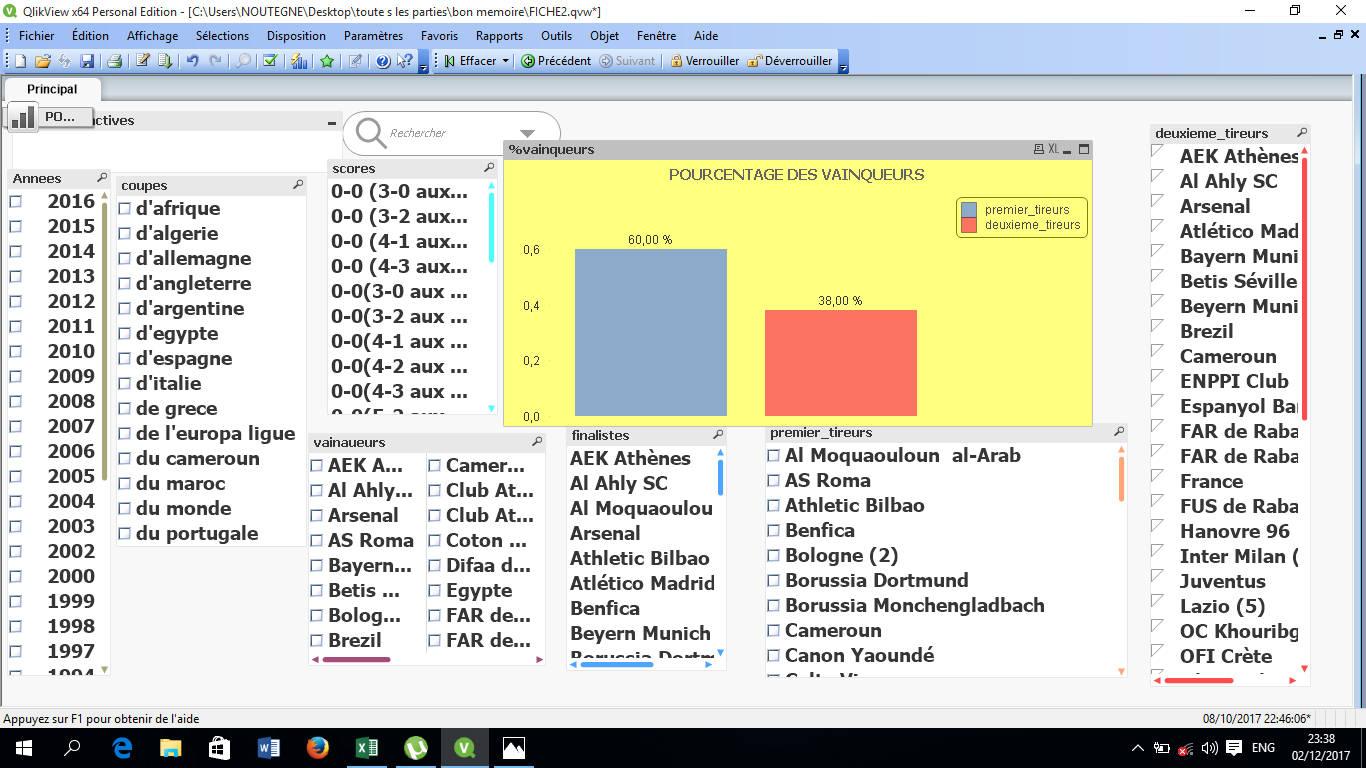 QlikView x64 Personal Edition - [C:\Users\NOUTEGNE\Desktop\toute s les parties\bon memoire\FICHE2.qvw*]
Fichier Édition Affichage Sélections Disposition Paramètres Favoris Rapports Outils Objet Fenêtre Aide
Effacer Précédent Suivant Verrouiller Déverrouiller
Principal
PO... ctives
Rechercher
Annees
2016
2015
2014
2013
2012
2011
2010
2009
2008
2007
2006
2005
2004
2003
2002
2000
1999
1998
1997
1994
coupes
d'afrique
d'algerie
d'allemagne
d'angleterre
d'argentine
d'egypte
d'espagne
d'italie
de grece
de l'europa ligue
du cameroun
du maroc
du monde
du portugale
scores
0-0 (3-0 aux...
0-0 (3-2 aux...
0-0 (4-1 aux...
0-0 (4-3 aux...
0-0(3-0 aux ...
0-0(3-2 aux ...
0-0(4-1 aux ...
0-0(4-2 aux ...
0-0(4-3 aux ...
0-0(5-3 aux ...
%vainqueurs XL
POURCENTAGE DES VAINQUEURS
premier_tireurs
deuxieme_tireurs
60,00 %
38,00 %
0,6
0,4
0,2
0,0
vainaueurs
AEK A...
Al Ahly...
Arsenal
AS Roma
Bayern...
Betis ...
Bolog...
Brezil
Camer...
Club At...
Club At...
Coton ...
Difaa d...
Egypte
FAR de...
FAR de...
finalistes
AEK Athènes
Al Ahly SC
Al Moquaoulou
Arsenal
Athletic Bilbao
Atlético Madrid
Benfica
Beyern Munich
Borussia Dortm
premier_tireurs
Al Moquaouloun al-Arab
AS Roma
Athletic Bilbao
Benfica
Bologne (2)
Borussia Dortmund
Borussia Monchengladbach
Cameroun
Canon Yaoundé
deuxieme_tireurs
AEK Athènes
Al Ahly SC
Arsenal
Atlético Mad
Bayern Muni
Betis Séville
Beyern Muni
Brezil
Cameroun
ENPPI Club
Espanyol Bar
FAR de Raba
FAR de Raba
France
FUS de Raba
Hanovre 96
Inter Milan (
Juventus
Lazio (5)
OC Khouribg
OFI Crète
Appuyez sur F1 pour obtenir de l'aide
08/10/2017 22:46:06*
ENG
23:38
02/12/2017